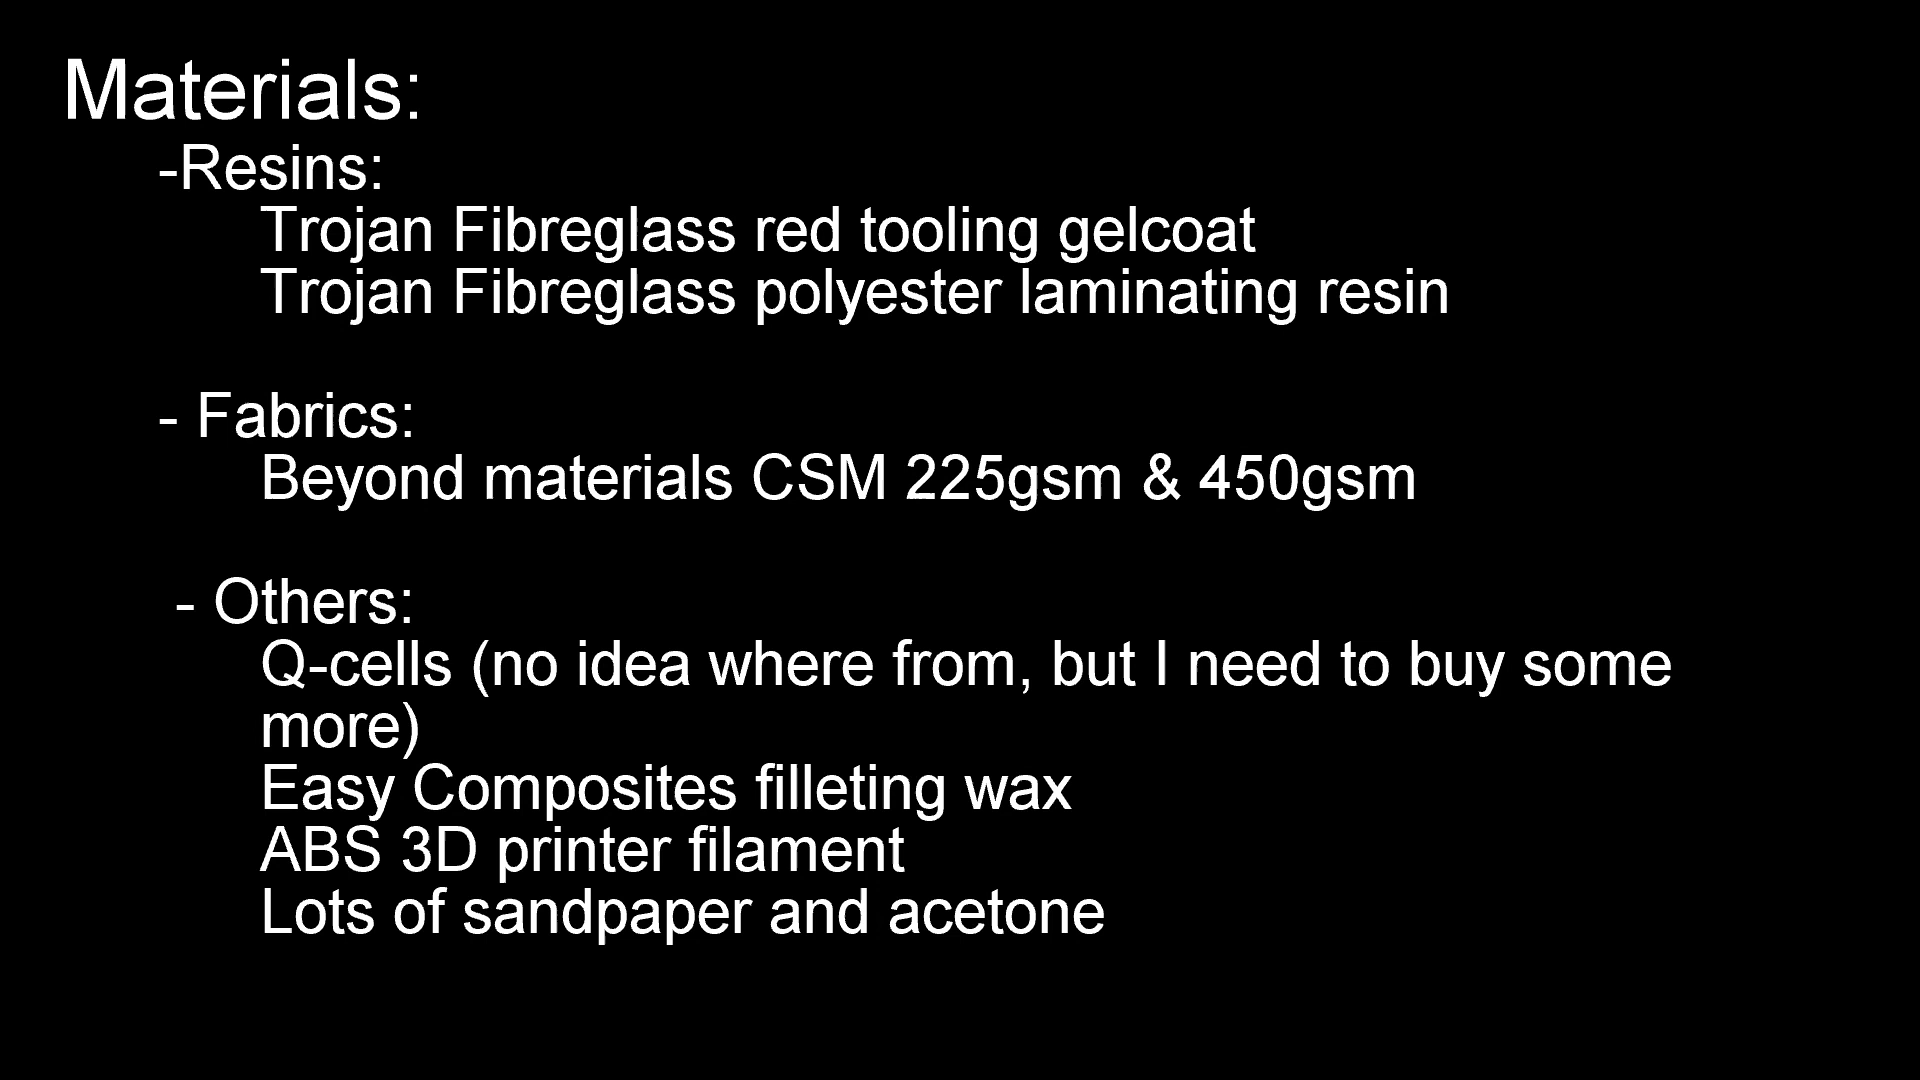 Materials:
-Resins:
Trojan Fibreglass red tooling gelcoat
Trojan Fibreglass polyester laminating resin
- Fabrics:
Beyond materials CSM 225gsm & 450gsm
- Others:
Q-cells (no idea where from, but I need to buy some
more)
Easy Composites filleting wax
ABS 3D printer filament
Lots of sandpaper and acetone